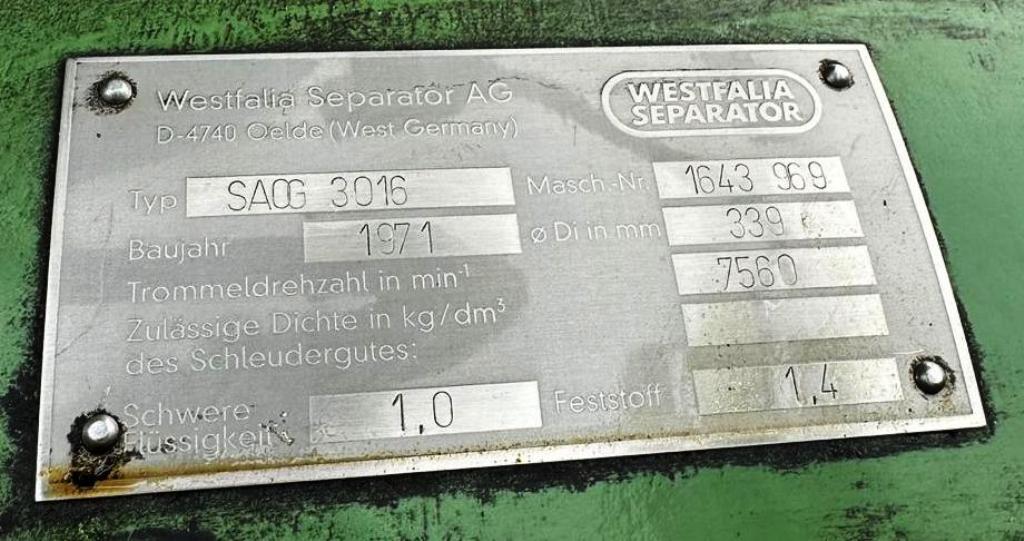 Westfalia Separator AG
D-4740 Oelde (West Germany)
WESTFALIA
SEPARATOR
Typ SAOG 3016 Masch.-Nr. 1643 969
Baujahr 1971 ø Di in mm 339
Trommeldrehzahl in min⁻¹ 7560
Zulässige Dichte in kg/dm³
des Schleudergutes:
Schwere
Flüssigkeit 1,0 Feststoff 1,4